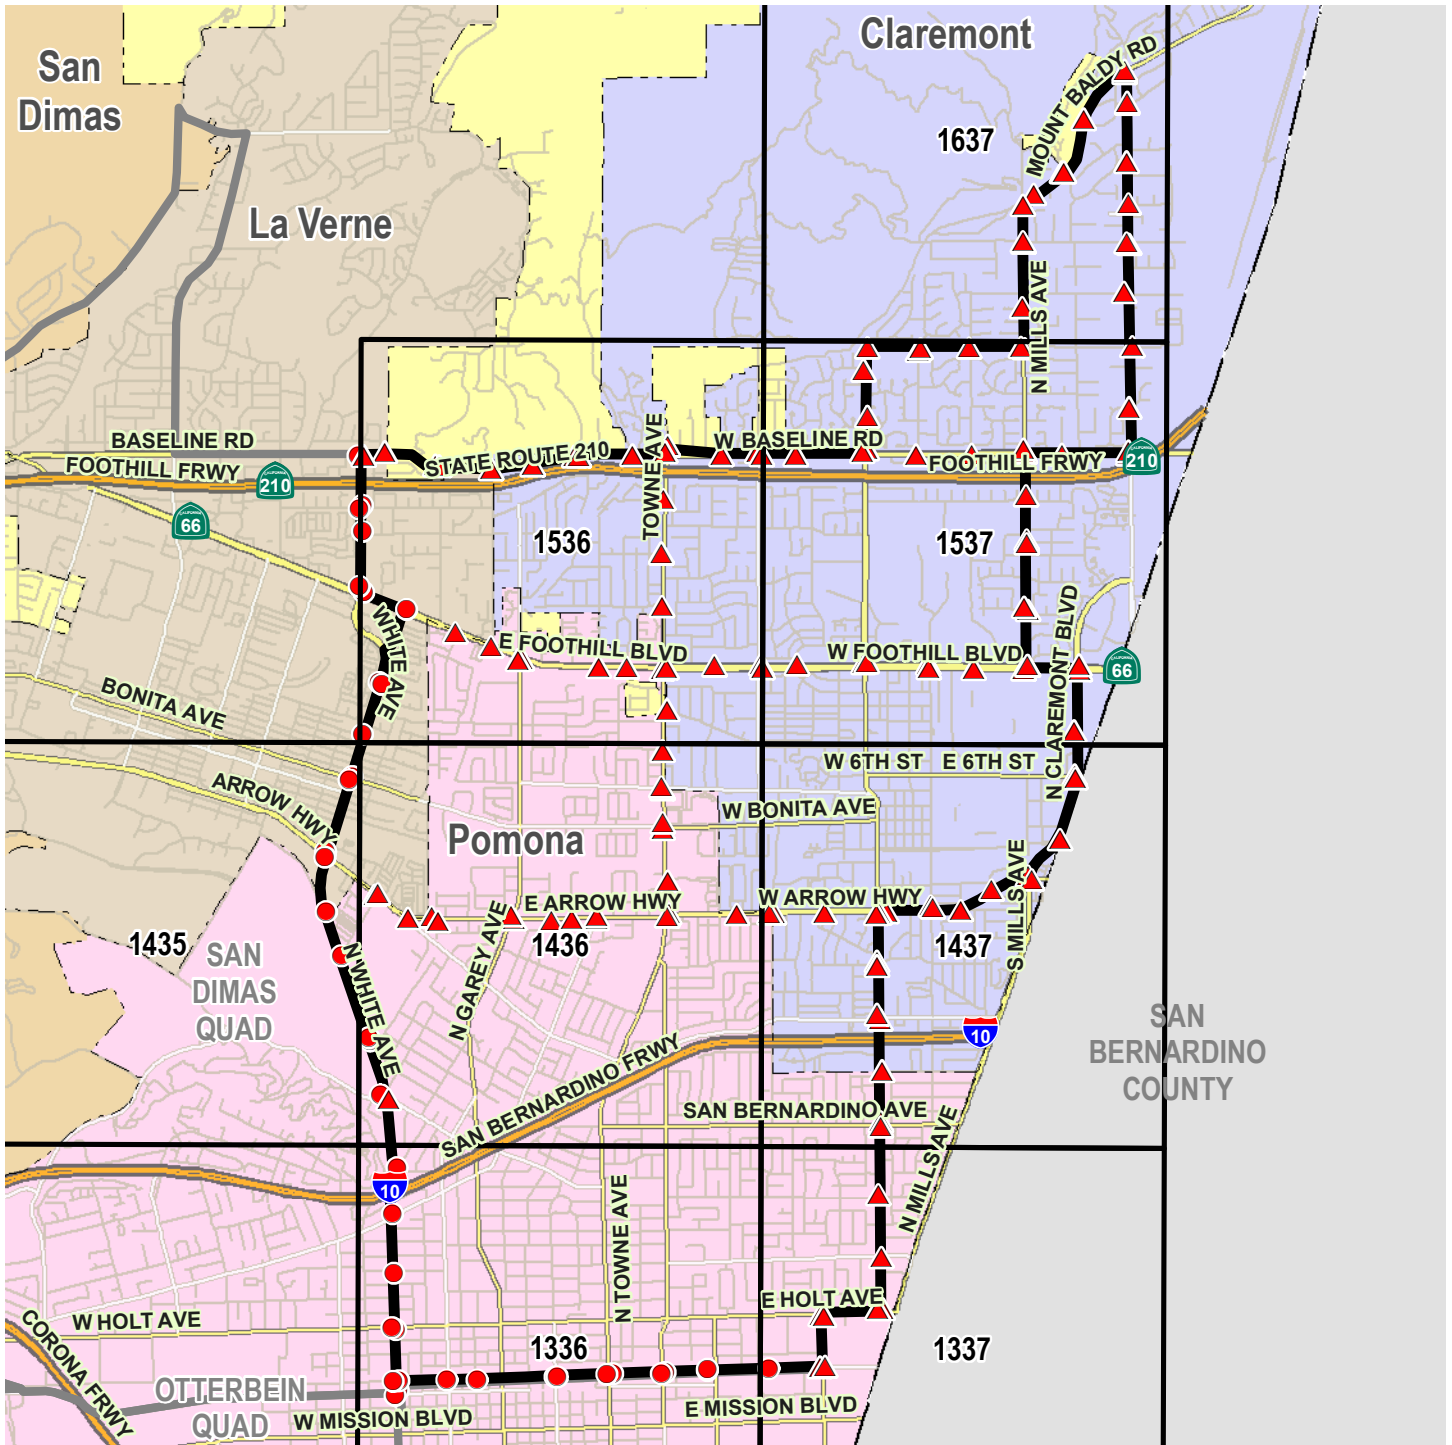 Claremont
San
Dimas
MOUNT BALDY RD
1637
La Verne
N MILLS AVE
BASELINE RD
STATE ROUTE 210
TOWNE AVE
W BASELINE RD
FOOTHILL FRWY
CALIFORNIA
210
FOOTHILL FRWY
CALIFORNIA
210
CALIFORNIA
66
1536
1537
WHITE AVE
E FOOTHILL BLVD
W FOOTHILL BLVD
N CLAREMONT BLVD
CALIFORNIA
66
BONITA AVE
W 6TH ST
E 6TH ST
ARROW HWY
W BONITA AVE
Pomona
S MILLS AVE
E ARROW HWY
W ARROW HWY
1435
N GAREY AVE
1436
1437
SAN
DIMAS
QUAD
N WHITE AVE
SAN BERNARDINO FRWY
10
SAN
BERNARDINO
COUNTY
SAN BERNARDINO AVE
N MILLS AVE
10
N TOWNE AVE
W HOLT AVE
E HOLT AVE
CORONA FRWY
1336
1337
OTTERBEIN
QUAD
W MISSION BLVD
E MISSION BLVD